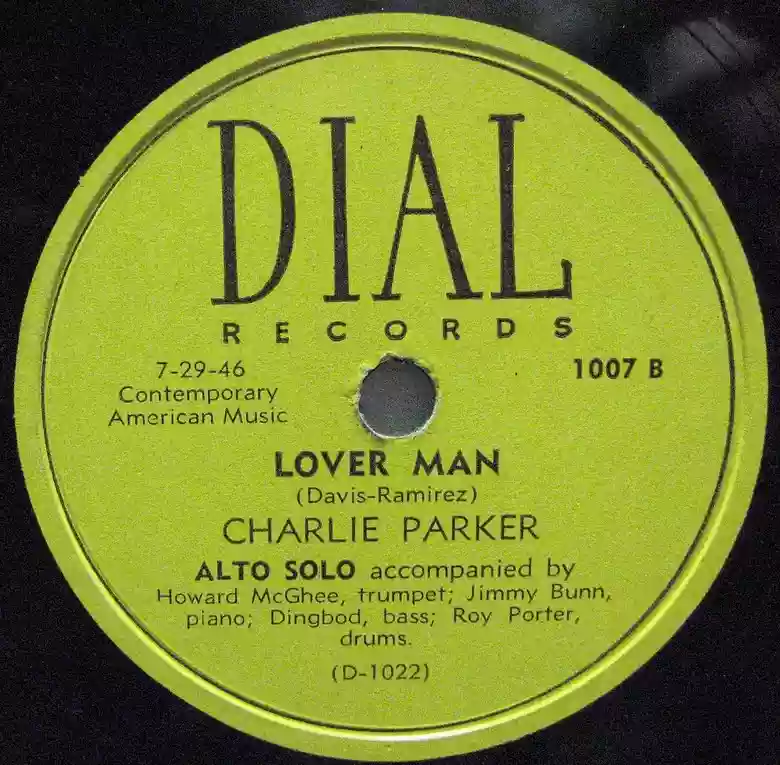 DIAL
RECORDS
7-29-46
Contemporary
American Music
1007 B
LOVER MAN
(Davis-Ramirez)
CHARLIE PARKER
ALTO SOLO accompanied by
Howard McGhee, trumpet; Jimmy Bunn,
piano; Dingbod, bass; Roy Porter,
drums.
(D-1022)